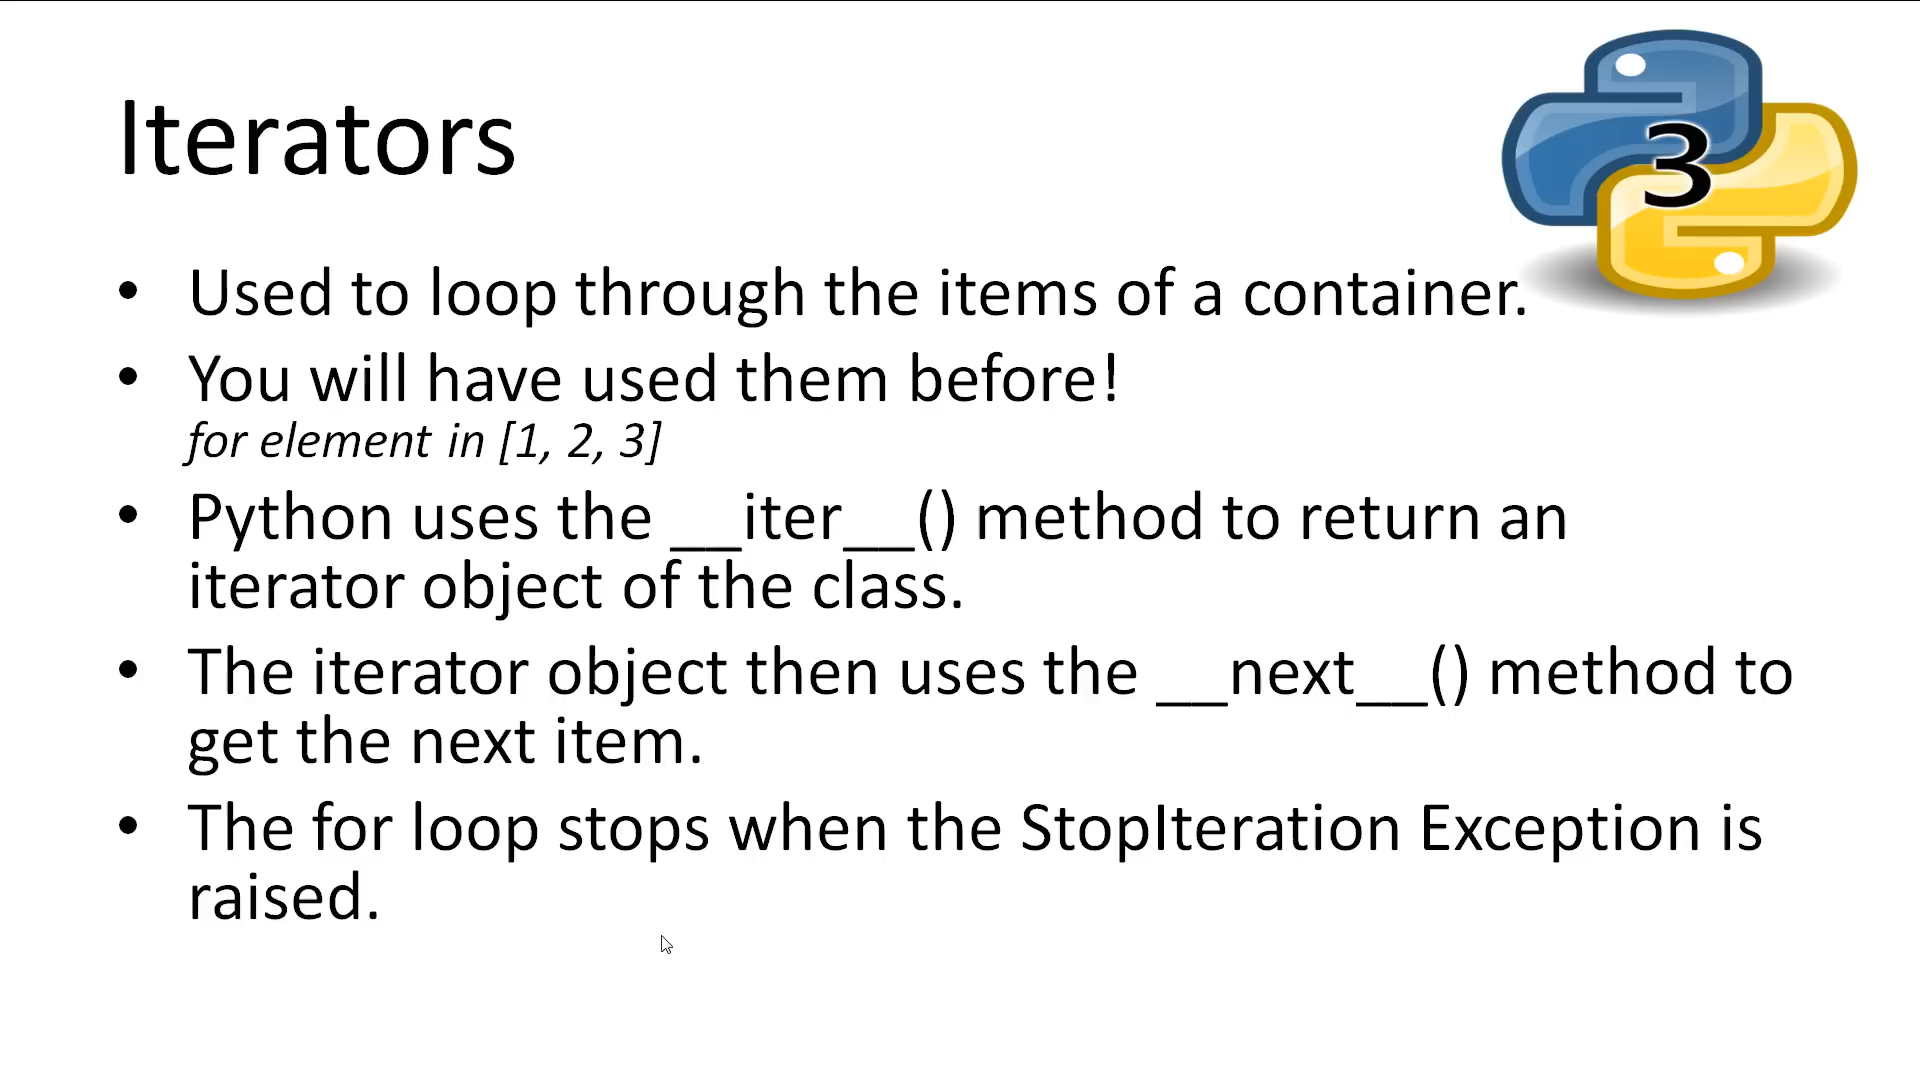 Iterators
3
• Used to loop through the items of a container.
• You will have used them before!
for element in [1, 2, 3]
• Python uses the __iter__() method to return an
iterator object of the class.
• The iterator object then uses the __next__() method to
get the next item.
• The for loop stops when the StopIteration Exception is
raised.